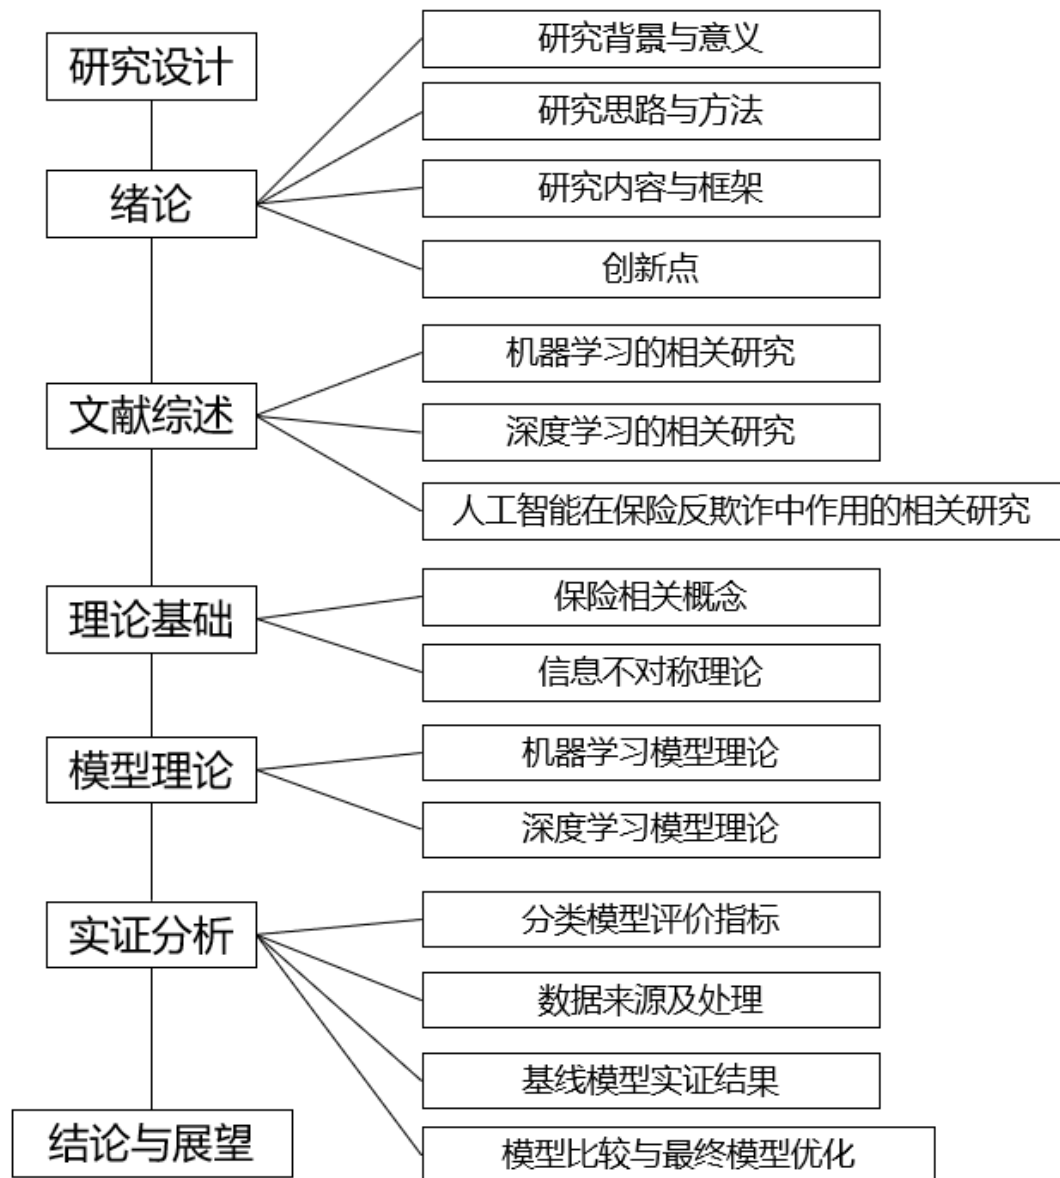 研究设计
绪论
研究背景与意义
研究思路与方法
研究内容与框架
创新点
文献综述
机器学习的相关研究
深度学习的相关研究
人工智能在保险反欺诈中作用的相关研究
理论基础
保险相关概念
信息不对称理论
模型理论
机器学习模型理论
深度学习模型理论
实证分析
分类模型评价指标
数据来源及处理
基线模型实证结果
模型比较与最终模型优化
结论与展望